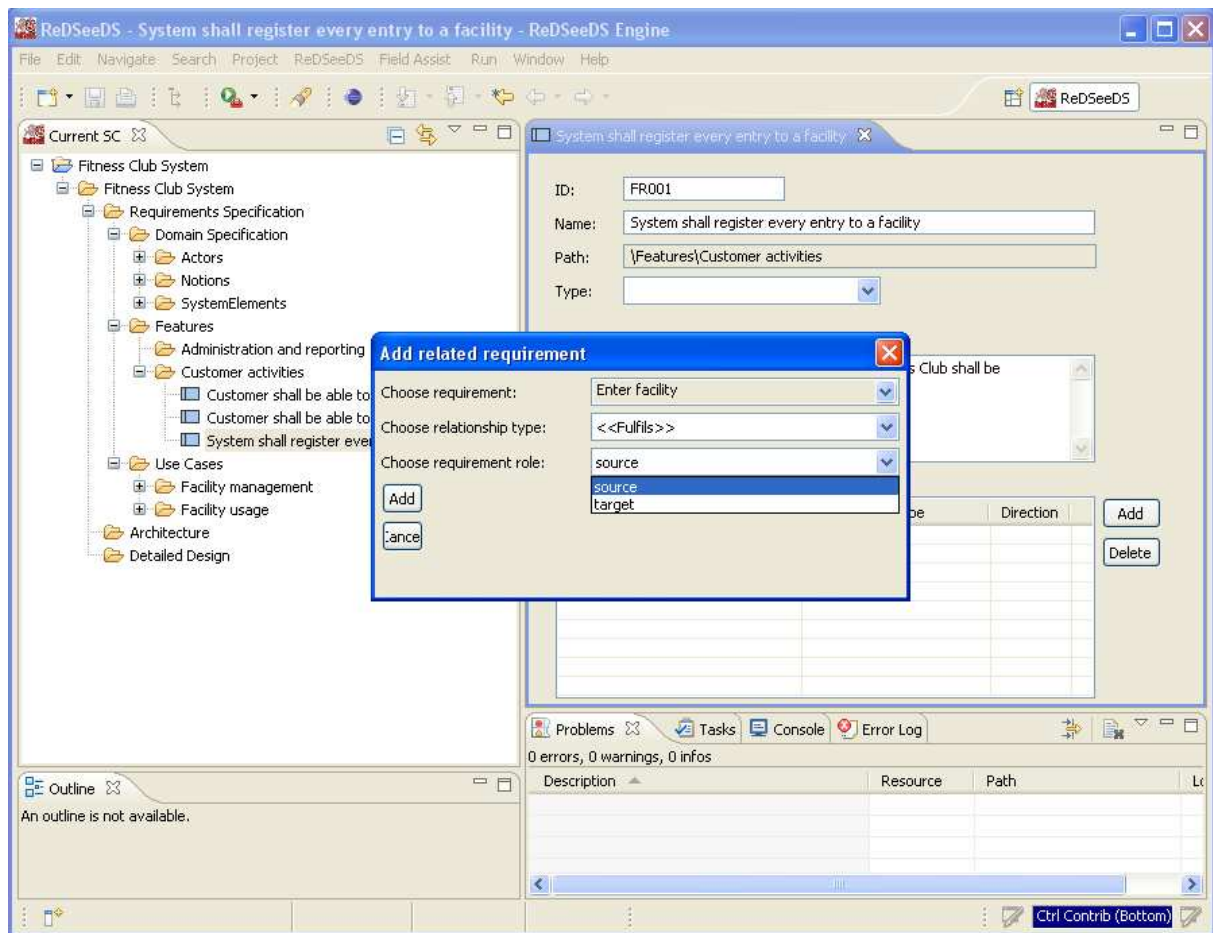 ReDSeeDS - System shall register every entry to a facility - ReDSeeDS Engine
File Edit Navigate Search Project ReDSeeDS Field Assist Run Window Help
ReDSeeDS
Current SC
Fitness Club System
Fitness Club System
Requirements Specification
Domain Specification
Actors
Notions
SystemElements
Features
Administration and reporting
Customer activities
Customer shall be able to
Customer shall be able to
System shall register ever
Use Cases
Facility management
Facility usage
Architecture
Detailed Design
System shall register every entry to a facility
ID: FR001
Name: System shall register every entry to a facility
Path: \Features\Customer activities
Type:
s Club shall be
Add related requirement
Choose requirement: Enter facility
Choose relationship type: <<Fulfils>>
Choose requirement role: source
source
target
Add
Cance
pe Direction
Add
Delete
Problems Tasks Console Error Log
0 errors, 0 warnings, 0 infos
Description Resource Path Lo
Outline
An outline is not available.
Ctrl Contrib (Bottom)